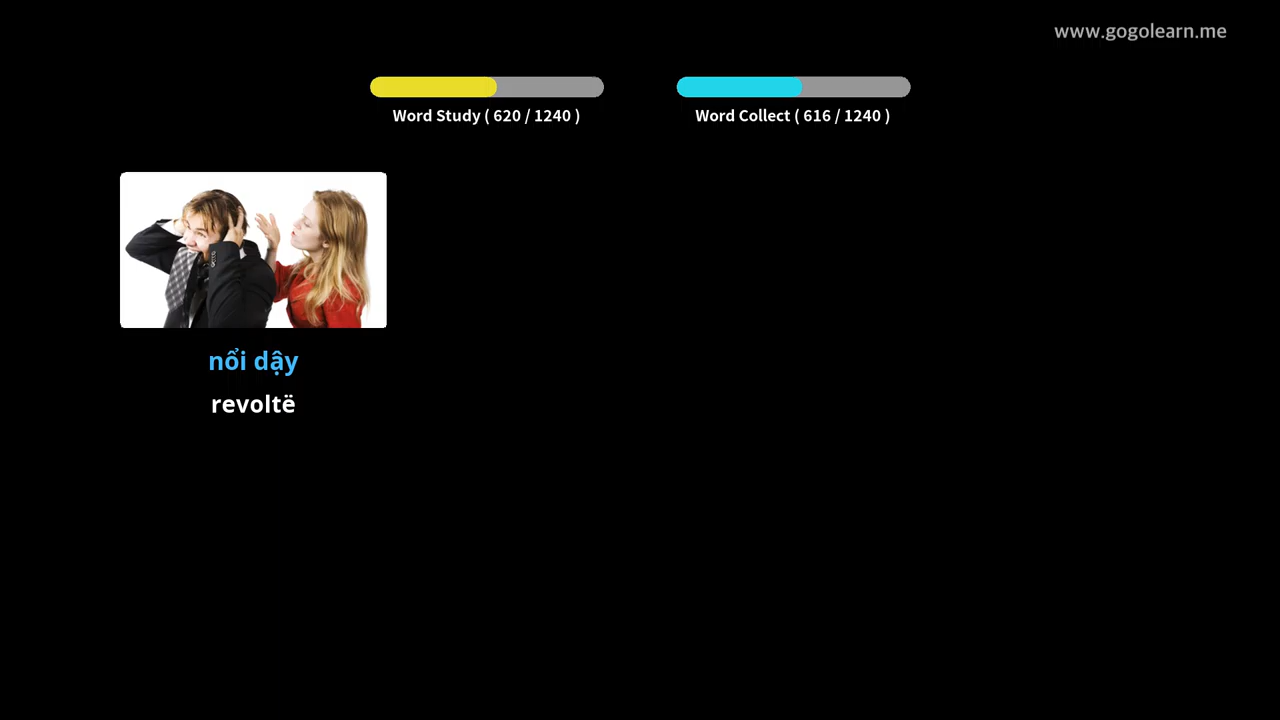 www.gogolearn.me
Word Study ( 620 / 1240 )
Word Collect ( 616 / 1240 )
nổi dậy
revoltë